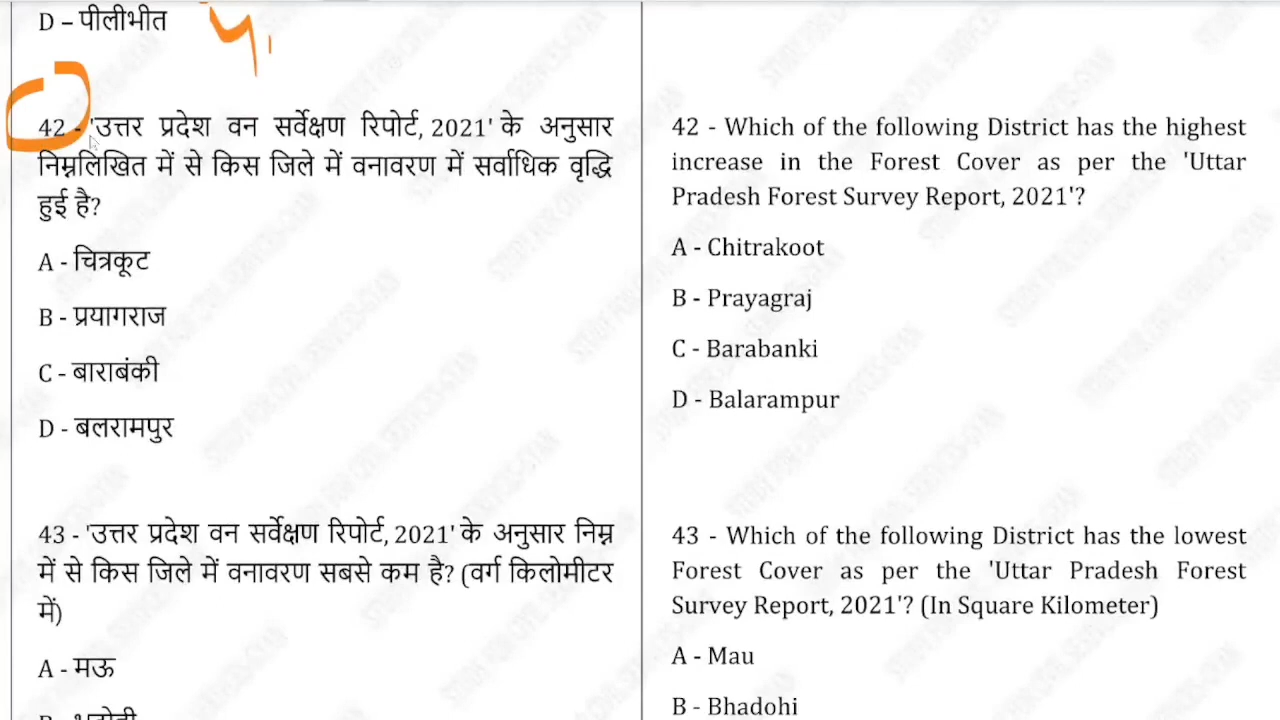 D – पीलीभीत
42 - 'उत्तर प्रदेश वन सर्वेक्षण रिपोर्ट, 2021' के अनुसार
निम्नलिखित में से किस जिले में वनावरण में सर्वाधिक वृद्धि
हुई है?
A - चित्रकूट
B - प्रयागराज
C - बाराबंकी
D - बलरामपुर
43 - 'उत्तर प्रदेश वन सर्वेक्षण रिपोर्ट, 2021' के अनुसार निम्न
में से किस जिले में वनावरण सबसे कम है? (वर्ग किलोमीटर
में)
A - मऊ
42 - Which of the following District has the highest
increase in the Forest Cover as per the 'Uttar
Pradesh Forest Survey Report, 2021'?
A - Chitrakoot
B - Prayagraj
C - Barabanki
D - Balarampur
43 - Which of the following District has the lowest
Forest Cover as per the 'Uttar Pradesh Forest
Survey Report, 2021'? (In Square Kilometer)
A - Mau
B - Bhadohi